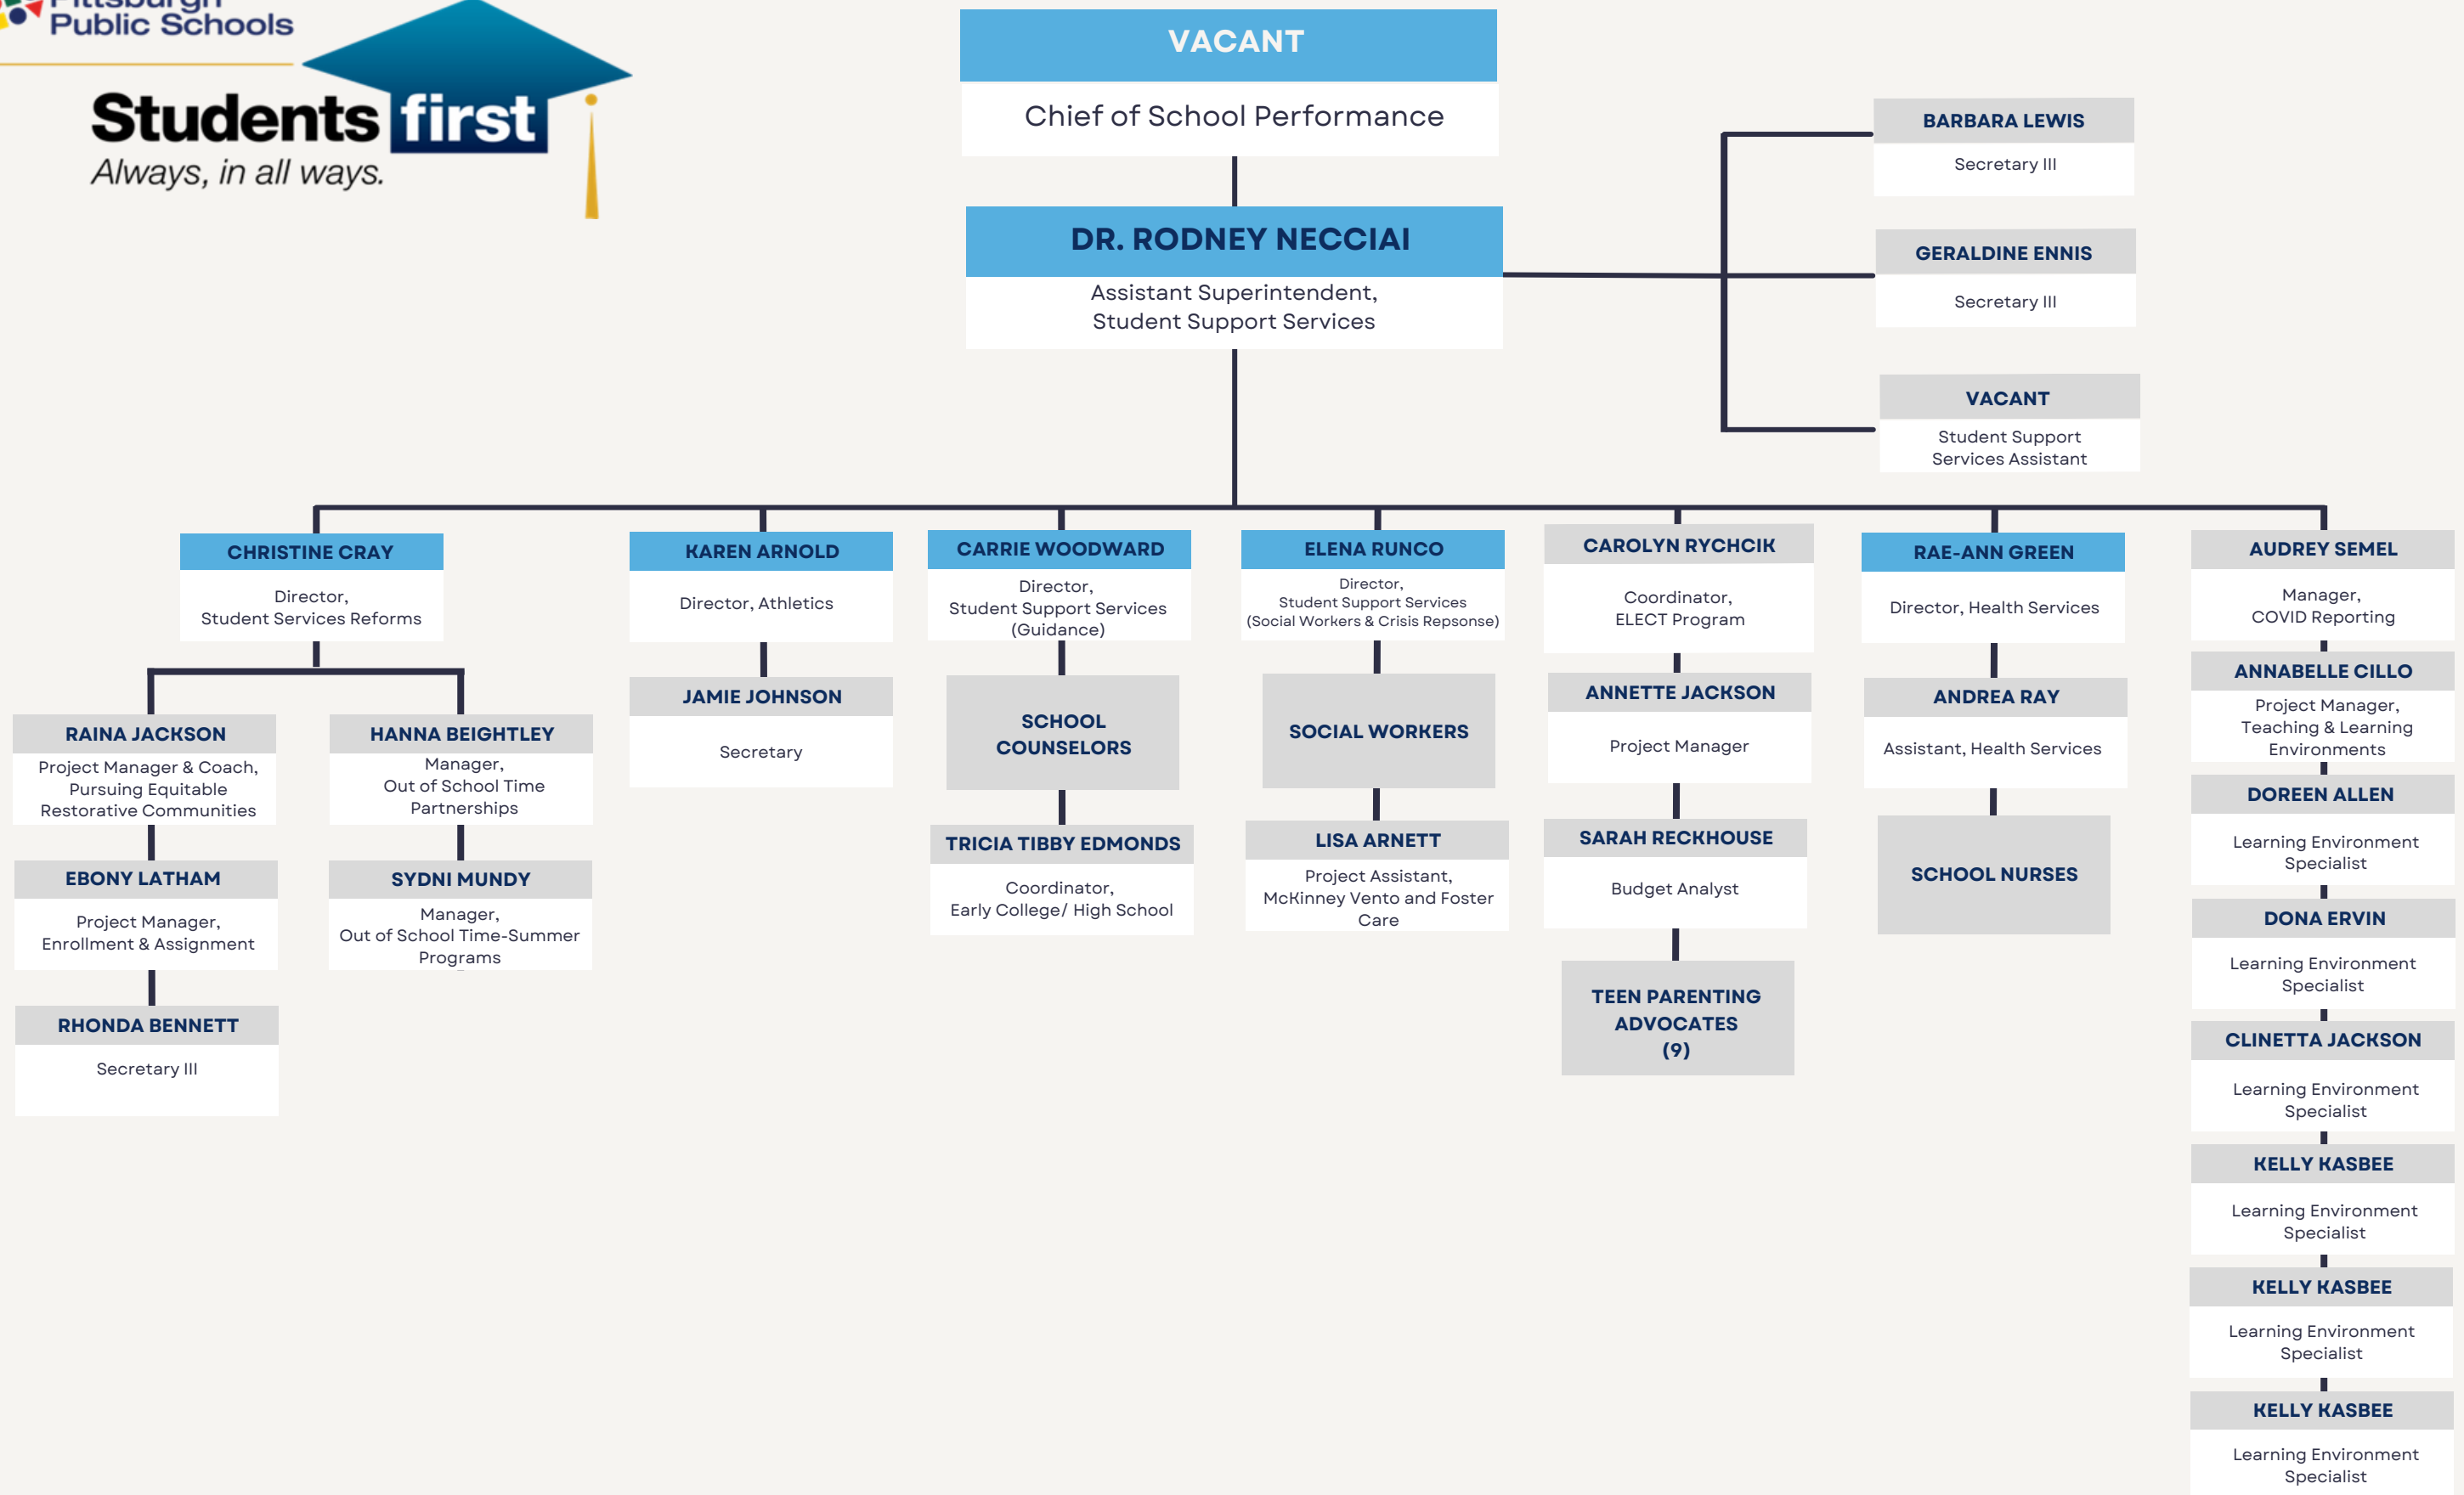 Pittsburgh
Public Schools
Students first
Always, in all ways.
VACANT
Chief of School Performance
DR. RODNEY NECCIAI
Assistant Superintendent,
Student Support Services
BARBARA LEWIS
Secretary III
GERALDINE ENNIS
Secretary III
VACANT
Student Support
Services Assistant
CHRISTINE CRAY
Director,
Student Services Reforms
RAINA JACKSON
Project Manager & Coach,
Pursuing Equitable
Restorative Communities
EBONY LATHAM
Project Manager,
Enrollment & Assignment
RHONDA BENNETT
Secretary III
HANNA BEIGHTLEY
Manager,
Out of School Time
Partnerships
SYDNI MUNDY
Manager,
Out of School Time-Summer
Programs
KAREN ARNOLD
Director, Athletics
JAMIE JOHNSON
Secretary
CARRIE WOODWARD
Director,
Student Support Services
(Guidance)
SCHOOL
COUNSELORS
TRICIA TIBBY EDMONDS
Coordinator,
Early College/ High School
ELENA RUNCO
Director,
Student Support Services
(Social Workers & Crisis Repsonse)
SOCIAL WORKERS
LISA ARNETT
Project Assistant,
McKinney Vento and Foster
Care
CAROLYN RYCHCIK
Coordinator,
ELECT Program
ANNETTE JACKSON
Project Manager
SARAH RECKHOUSE
Budget Analyst
TEEN PARENTING
ADVOCATES
(9)
RAE-ANN GREEN
Director, Health Services
ANDREA RAY
Assistant, Health Services
SCHOOL NURSES
AUDREY SEMEL
Manager,
COVID Reporting
ANNABELLE CILLO
Project Manager,
Teaching & Learning
Environments
DOREEN ALLEN
Learning Environment
Specialist
DONA ERVIN
Learning Environment
Specialist
CLINETTA JACKSON
Learning Environment
Specialist
KELLY KASBEE
Learning Environment
Specialist
KELLY KASBEE
Learning Environment
Specialist
KELLY KASBEE
Learning Environment
Specialist